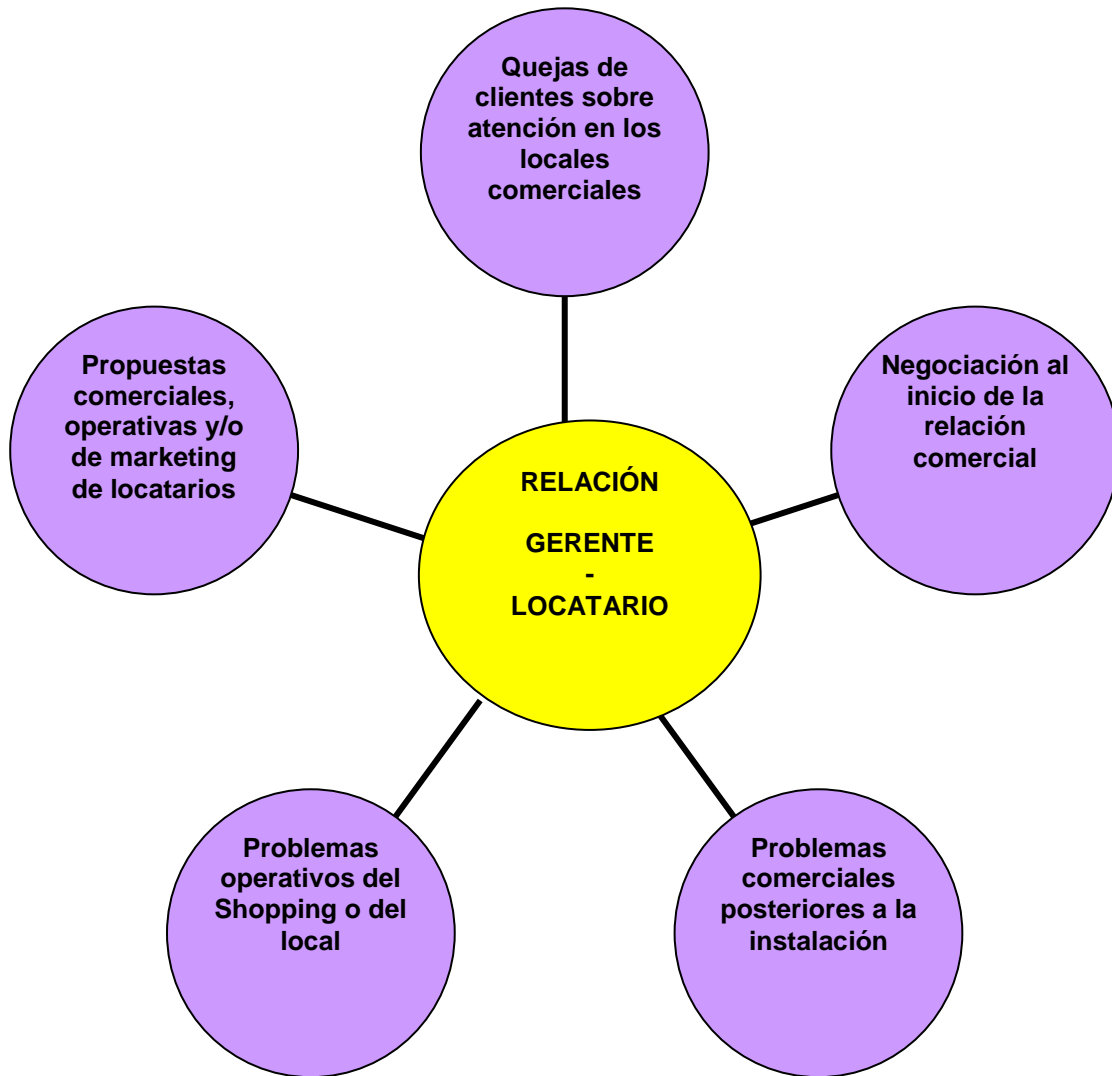 Quejas de
clientes sobre
atención en los
locales
comerciales
Propuestas
comerciales,
operativas y/o
de marketing
de locatarios
Negociación al
inicio de la
relación
comercial
RELACIÓN
GERENTE
-
LOCATARIO
Problemas
operativos del
Shopping o del
local
Problemas
comerciales
posteriores a la
instalación